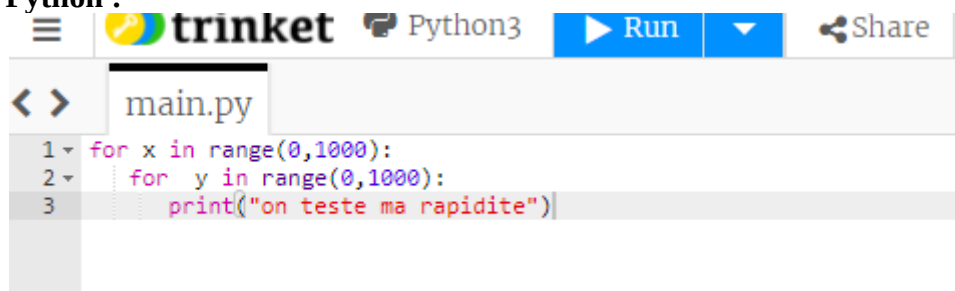 Python :
trinket Python3 Run Share
main.py
1 for x in range(0,1000):
2 for y in range(0,1000):
3 print("on teste ma rapidite")